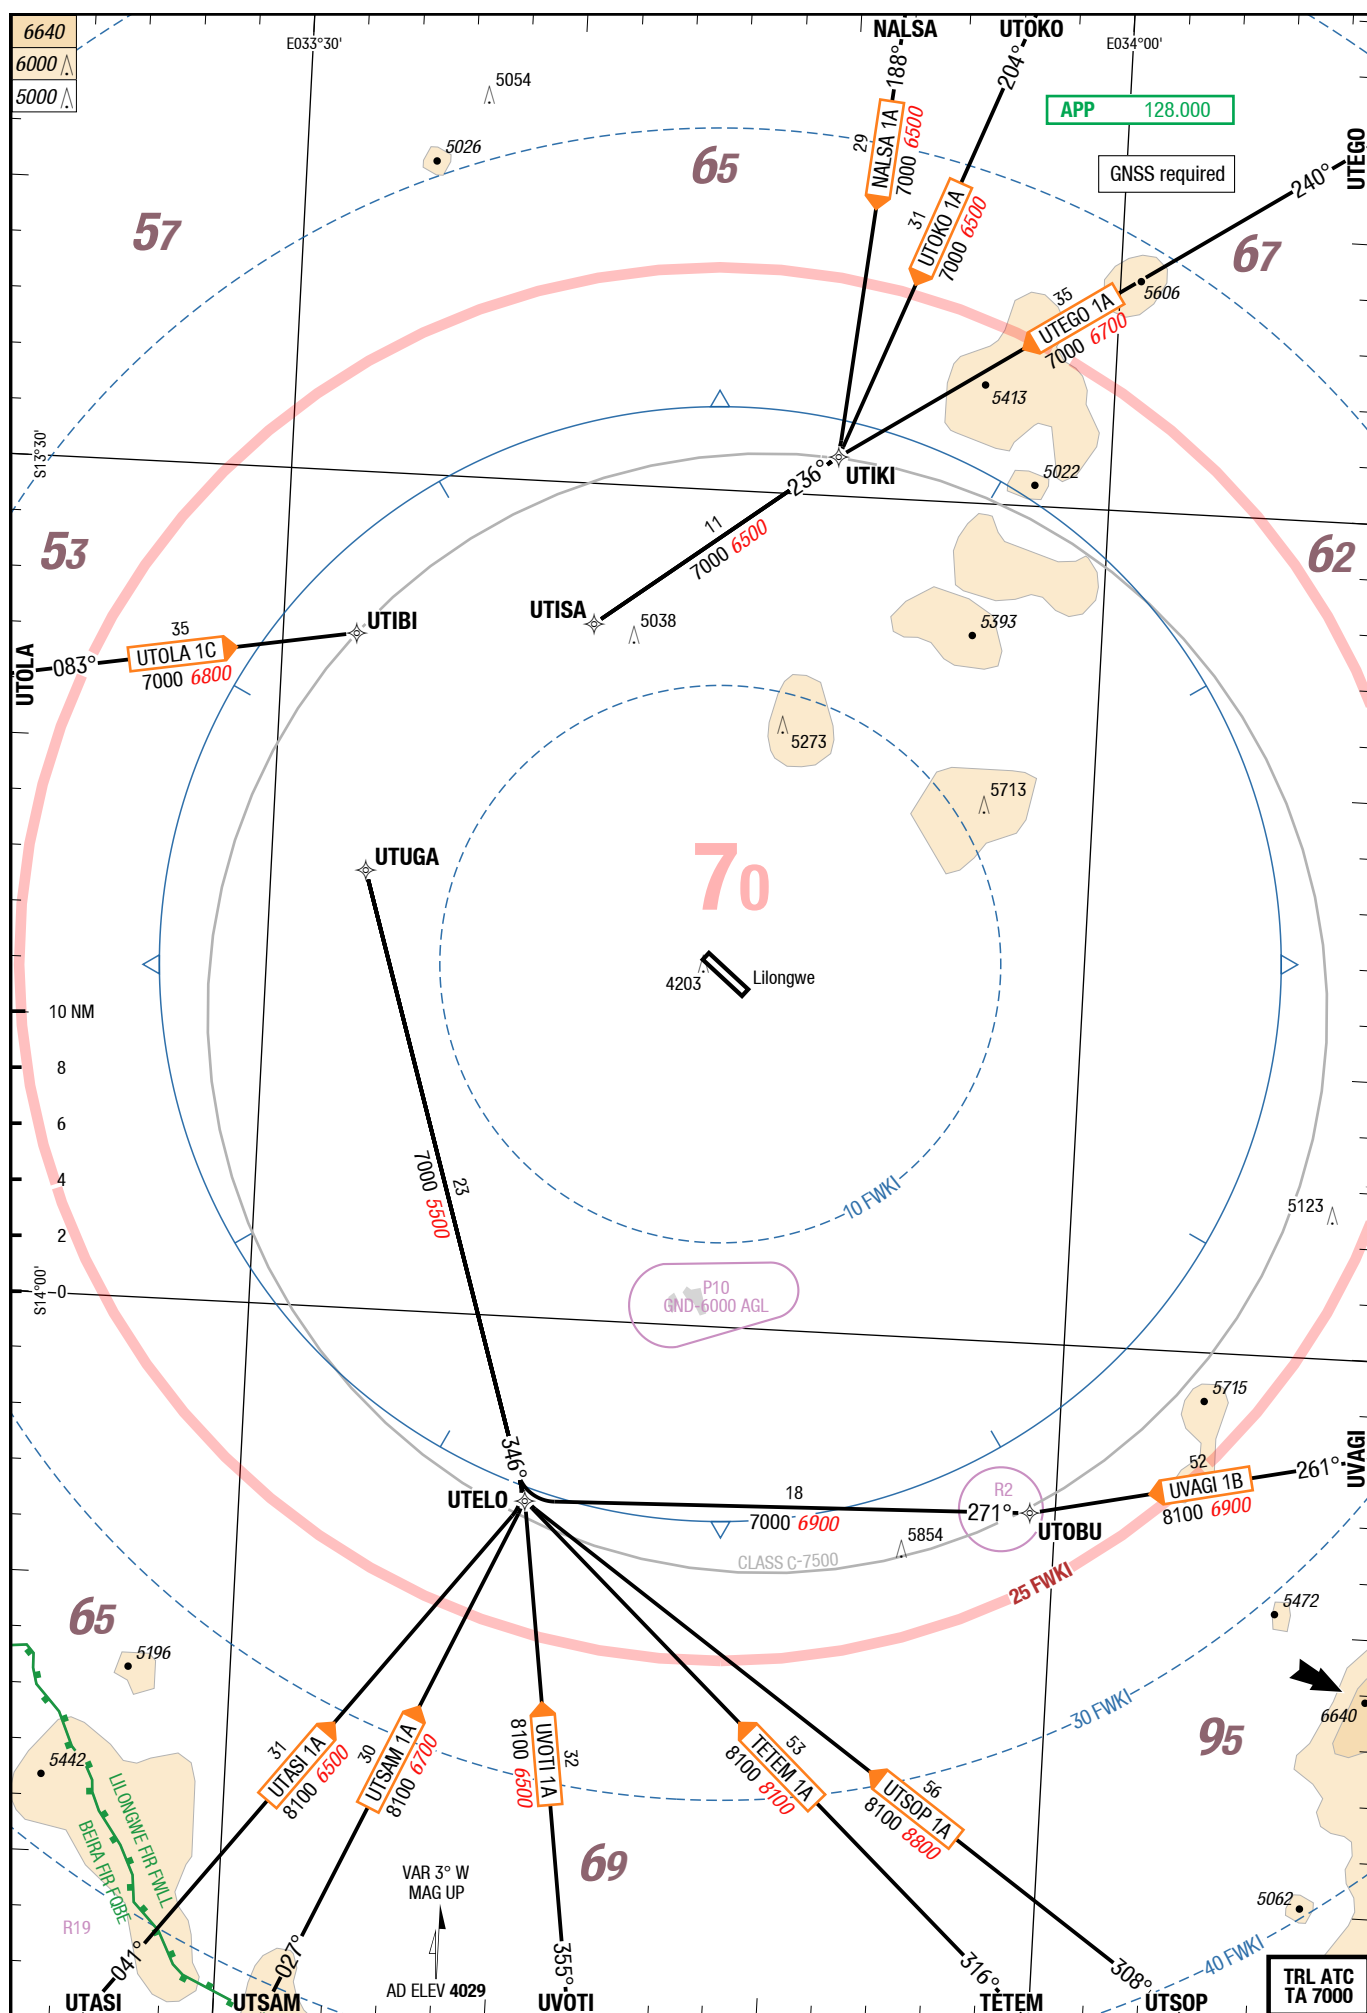 6640
6000
5000
E033°30'
NALSA
UTOKO
E034°00'
188°
204°
5054
APP 128.000
5026
65
29
NALSA 1A
7000 6500
GNSS required
UTEGO
240°
31
UTOKO 1A
7000 6500
57
67
5606
35
UTEGO 1A
7000 6700
5413
S13°30'
UTIKI
236°
5022
11
7000 6500
53
62
UTIBI
UTISA
5038
5393
35
UTOLA 1C
7000 6800
083°
UTOLA
5273
5713
UTUGA
70
4203
Lilongwe
10 NM
8
6
4
2
0
23
7000 5500
10 FWKI
5123
S14°00'
P10
GND-6000 AGL
346°
5715
UVAGI
261°
52
UVAGI 1B
8100 6900
UTELO
18
7000 6900
R2
271°
UTOBU
5854
CLASS C-7500
25 FWKI
65
5472
5196
30 FWKI
6640
95
5442
31
UTASI 1A
8100 6500
30
UTSAM 1A
8100 6700
32
UVOTI 1A
8100 6500
53
TETEM 1A
8100 8100
56
UTSOP 1A
8100 8800
LILONGWE FIR FWLL
BEIRA FIR FQBE
69
VAR 3° W
MAG UP
R19
5062
40 FWKI
041°
027°
355°
316°
308°
AD ELEV 4029
TRL ATC
TA 7000
UTASI
UTSAM
UVOTI
TETEM
UTSOP